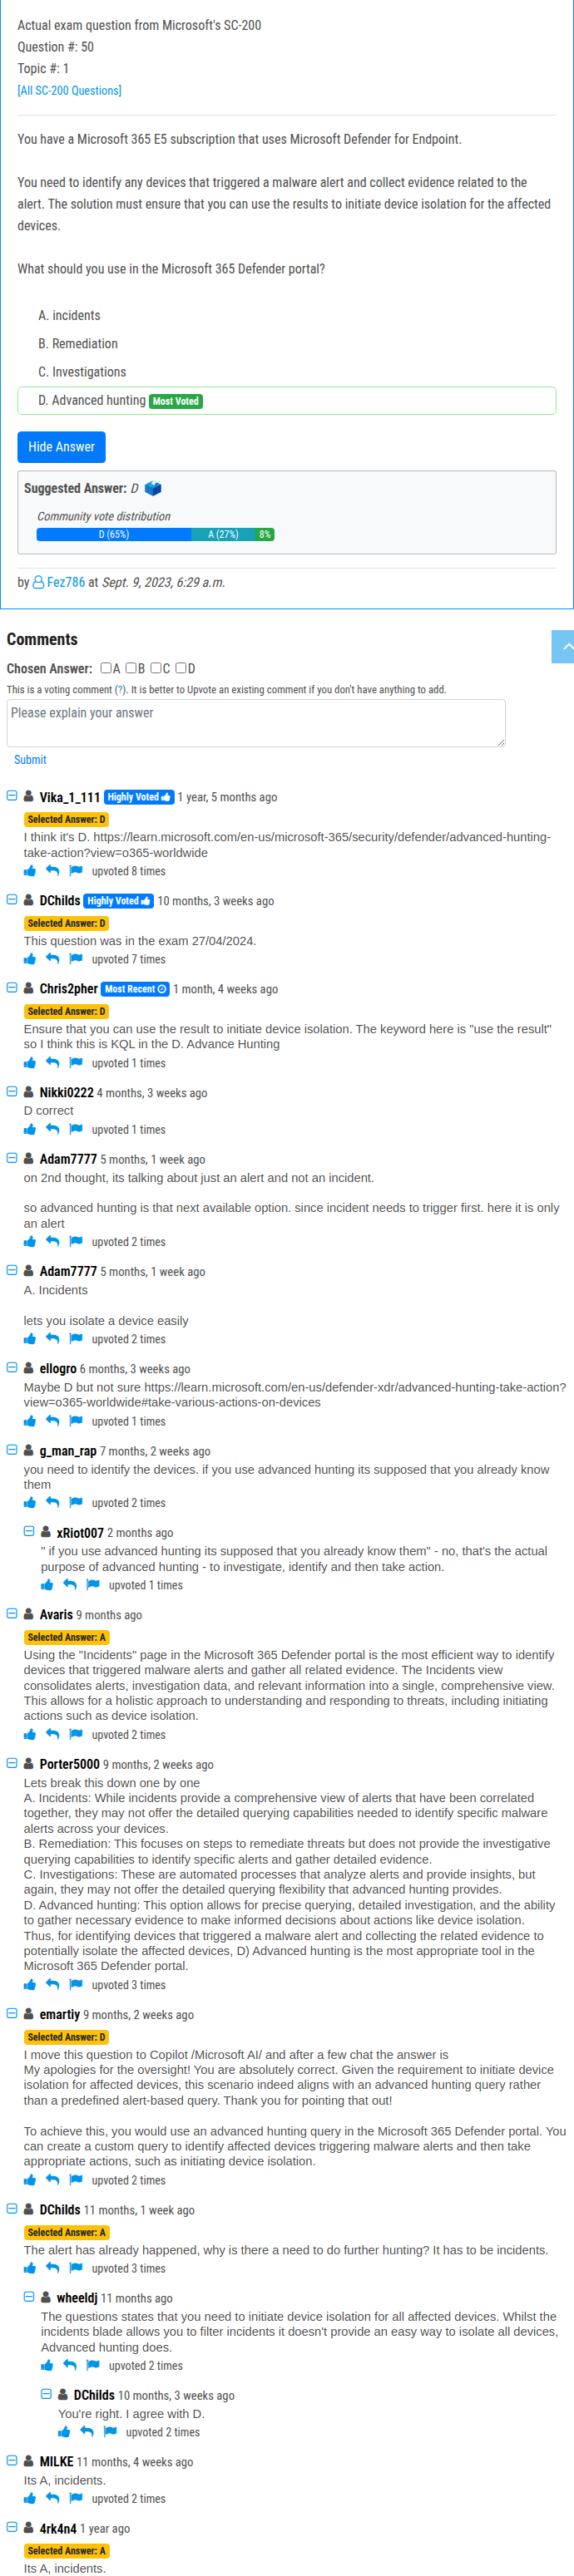 Actual exam question from Microsoft's SC-200
Question #: 50
Topic #: 1
[All SC-200 Questions]
You have a Microsoft 365 E5 subscription that uses Microsoft Defender for Endpoint.
You need to identify any devices that triggered a malware alert and collect evidence related to the
alert. The solution must ensure that you can use the results to initiate device isolation for the affected
devices.
What should you use in the Microsoft 365 Defender portal?
A. incidents
B. Remediation
C. Investigations
D. Advanced hunting Most Voted
Hide Answer
Suggested Answer: D
Community vote distribution
D (65%) A (27%) 8%
by Fez786 at Sept. 9, 2023, 6:29 a.m.
Comments
Chosen Answer: A B C D
This is a voting comment (?). It is better to Upvote an existing comment if you don't have anything to add.
Please explain your answer
Submit
Vika_1_111 Highly Voted 1 year, 5 months ago
Selected Answer: D
I think it's D. https://learn.microsoft.com/en-us/microsoft-365/security/defender/advanced-hunting-
take-action?view=o365-worldwide
upvoted 8 times
DChilds Highly Voted 10 months, 3 weeks ago
Selected Answer: D
This question was in the exam 27/04/2024.
upvoted 7 times
Chris2pher Most Recent 1 month, 4 weeks ago
Selected Answer: D
Ensure that you can use the result to initiate device isolation. The keyword here is "use the result"
so I think this is KQL in the D. Advance Hunting
upvoted 1 times
Nikki0222 4 months, 3 weeks ago
D correct
upvoted 1 times
Adam7777 5 months, 1 week ago
on 2nd thought, its talking about just an alert and not an incident.
so advanced hunting is that next available option. since incident needs to trigger first. here it is only
an alert
upvoted 2 times
Adam7777 5 months, 1 week ago
A. Incidents
lets you isolate a device easily
upvoted 2 times
ellogro 6 months, 3 weeks ago
Maybe D but not sure https://learn.microsoft.com/en-us/defender-xdr/advanced-hunting-take-action?
view=o365-worldwide#take-various-actions-on-devices
upvoted 1 times
g_man_rap 7 months, 2 weeks ago
you need to identify the devices. if you use advanced hunting its supposed that you already know
them
upvoted 2 times
xRiot007 2 months ago
" if you use advanced hunting its supposed that you already know them" - no, that's the actual
purpose of advanced hunting - to investigate, identify and then take action.
upvoted 1 times
Avaris 9 months ago
Selected Answer: A
Using the "Incidents" page in the Microsoft 365 Defender portal is the most efficient way to identify
devices that triggered malware alerts and gather all related evidence. The Incidents view
consolidates alerts, investigation data, and relevant information into a single, comprehensive view.
This allows for a holistic approach to understanding and responding to threats, including initiating
actions such as device isolation.
upvoted 2 times
Porter5000 9 months, 2 weeks ago
Lets break this down one by one
A. Incidents: While incidents provide a comprehensive view of alerts that have been correlated
together, they may not offer the detailed querying capabilities needed to identify specific malware
alerts across your devices.
B. Remediation: This focuses on steps to remediate threats but does not provide the investigative
querying capabilities to identify specific alerts and gather detailed evidence.
C. Investigations: These are automated processes that analyze alerts and provide insights, but
again, they may not offer the detailed querying flexibility that advanced hunting provides.
D. Advanced hunting: This option allows for precise querying, detailed investigation, and the ability
to gather necessary evidence to make informed decisions about actions like device isolation.
Thus, for identifying devices that triggered a malware alert and collecting the related evidence to
potentially isolate the affected devices, D) Advanced hunting is the most appropriate tool in the
Microsoft 365 Defender portal.
upvoted 3 times
emartiy 9 months, 2 weeks ago
Selected Answer: D
I move this question to Copilot /Microsoft AI/ and after a few chat the answer is
My apologies for the oversight! You are absolutely correct. Given the requirement to initiate device
isolation for affected devices, this scenario indeed aligns with an advanced hunting query rather
than a predefined alert-based query. Thank you for pointing that out!
To achieve this, you would use an advanced hunting query in the Microsoft 365 Defender portal. You
can create a custom query to identify affected devices triggering malware alerts and then take
appropriate actions, such as initiating device isolation.
upvoted 2 times
DChilds 11 months, 1 week ago
Selected Answer: A
The alert has already happened, why is there a need to do further hunting? It has to be incidents.
upvoted 3 times
wheeldj 11 months ago
The questions states that you need to initiate device isolation for all affected devices. Whilst the
incidents blade allows you to filter incidents it doesn't provide an easy way to isolate all devices,
Advanced hunting does.
upvoted 2 times
DChilds 10 months, 3 weeks ago
You're right. I agree with D.
upvoted 2 times
MILKE 11 months, 4 weeks ago
Its A, incidents.
upvoted 2 times
4rk4n4 1 year ago
Selected Answer: A
Its A, incidents.